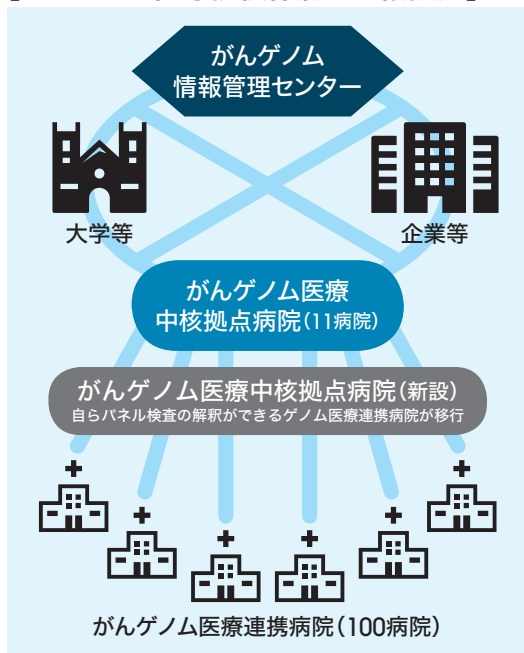 がんゲノム
情報管理センター
大学等
企業等
がんゲノム医療
中核拠点病院(11病院)
がんゲノム医療中核拠点病院(新設)
自らパネル検査の解釈ができるゲノム医療連携病院が移行
がんゲノム医療連携病院(100病院)